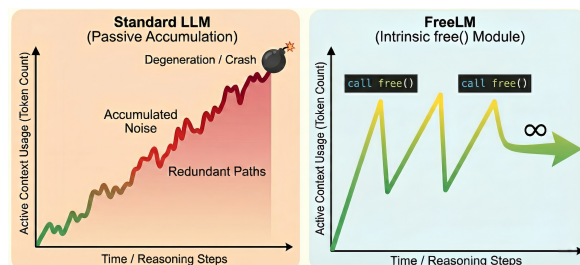 Standard LLM
(Passive Accumulation)
Degeneration / Crash
Accumulated
Noise
Redundant Paths
Active Context Usage (Token Count)
Time / Reasoning Steps
FreeLM
(Intrinsic free() Module)
call free()
call free()
∞
Active Context Usage (Token Count)
Time / Reasoning Steps